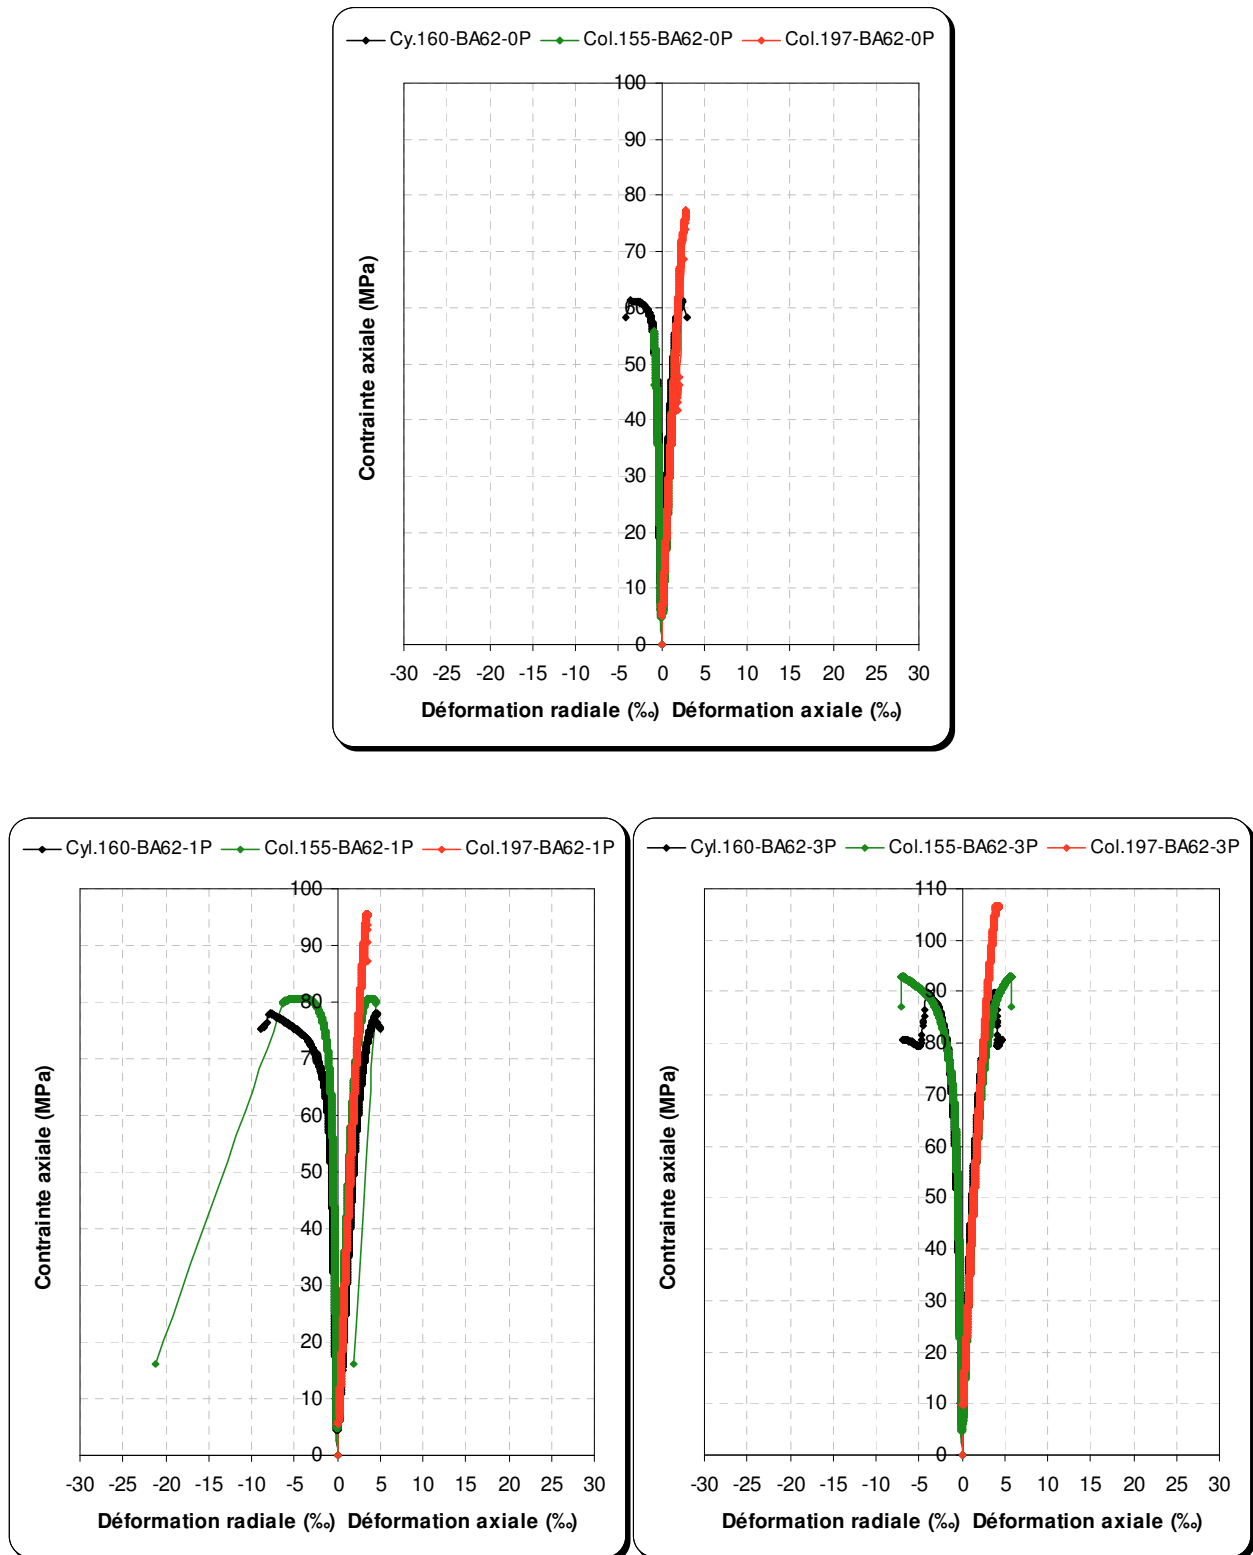 Cy.160-BA62-0P Col.155-BA62-0P Col.197-BA62-0P
100
90
80
70
60
50
40
30
20
10
0
Contrainte axiale (MPa)
-30 -25 -20 -15 -10 -5 0 5 10 15 20 25 30
Déformation radiale (‰) Déformation axiale (‰)
Cyl.160-BA62-1P Col.155-BA62-1P Col.197-BA62-1P
100
90
80
70
60
50
40
30
20
10
0
Contrainte axiale (MPa)
-30 -25 -20 -15 -10 -5 0 5 10 15 20 25 30
Déformation radiale (‰) Déformation axiale (‰)
Cyl.160-BA62-3P Col.155-BA62-3P Col.197-BA62-3P
110
100
90
80
70
60
50
40
30
20
10
0
Contrainte axiale (MPa)
-30 -25 -20 -15 -10 -5 0 5 10 15 20 25 30
Déformation radiale (‰) Déformation axiale (‰)